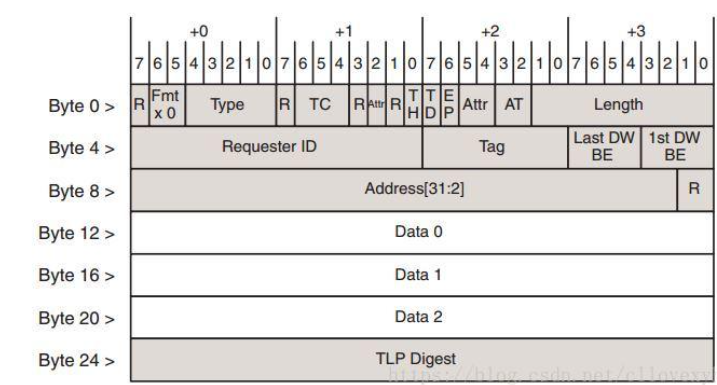 +0 +1 +2 +3
7 6 5 4 3 2 1 0 7 6 5 4 3 2 1 0 7 6 5 4 3 2 1 0 7 6 5 4 3 2 1 0
Byte 0 > R Fmt x 0 Type R TC R Attr R TH TD EP Attr AT Length
Byte 4 > Requester ID Tag Last DW BE 1st DW BE
Byte 8 > Address[31:2] R
Byte 12 > Data 0
Byte 16 > Data 1
Byte 20 > Data 2
Byte 24 > TLP Digest
https://blog.csdn.net/cllovexy